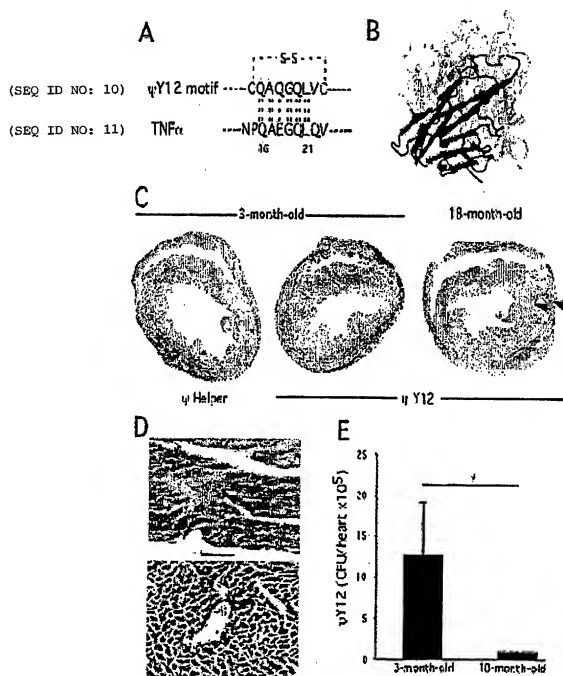 A
B
S-S
(SEQ ID NO: 10) ψY12 motif CQAQGQLVC
(SEQ ID NO: 11) TNFα NPQAEGQLQV
16 21
C
3-month-old 18-month-old
ψ Helper ψ Y12
D
E
ψY12 (CFU/heart x10⁵)
25
20
15
10
5
0
3-month-old 18-month-old